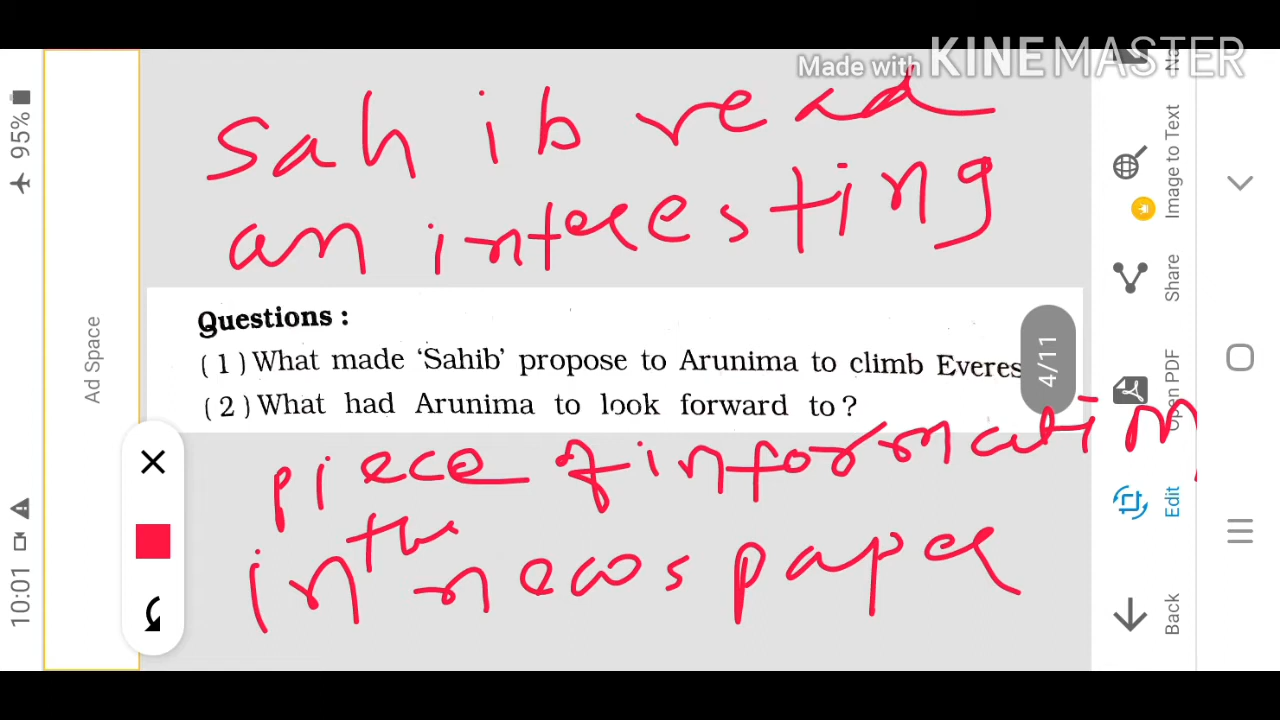 Made with KINEMASTER
95%
10:01
Ad Space
sahib read
an interesting
Questions :
(1) What made ‘Sahib’ propose to Arunima to climb Everes
(2) What had Arunima to look forward to?
piece of information
in the newspaper
4/11
Image to Text
Share
Open PDF
Edit
Back